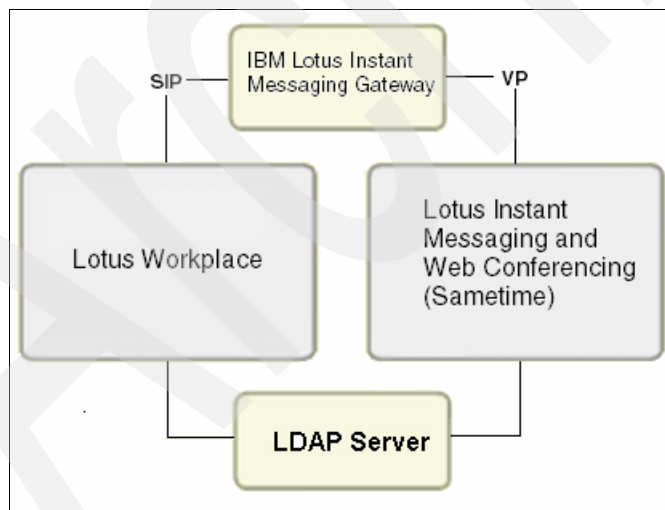 IBM Lotus Instant
Messaging Gateway
SIP
VP
Lotus Workplace
Lotus Instant
Messaging and
Web Conferencing
(Sametime)
LDAP Server